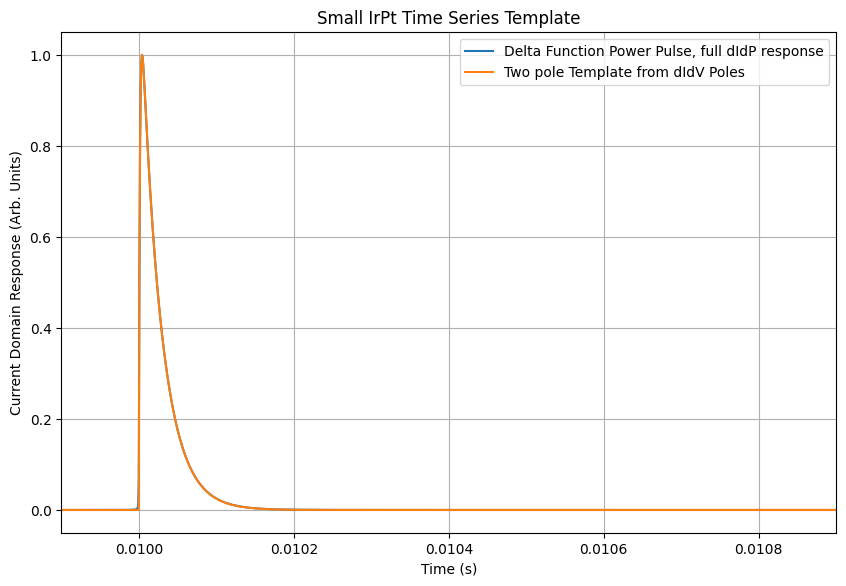 Small IrPt Time Series Template
Delta Function Power Pulse, full dIdP response
Two pole Template from dIdV Poles
Current Domain Response (Arb. Units)
1.0
0.8
0.6
0.4
0.2
0.0
0.0100
0.0102
0.0104
0.0106
0.0108
Time (s)